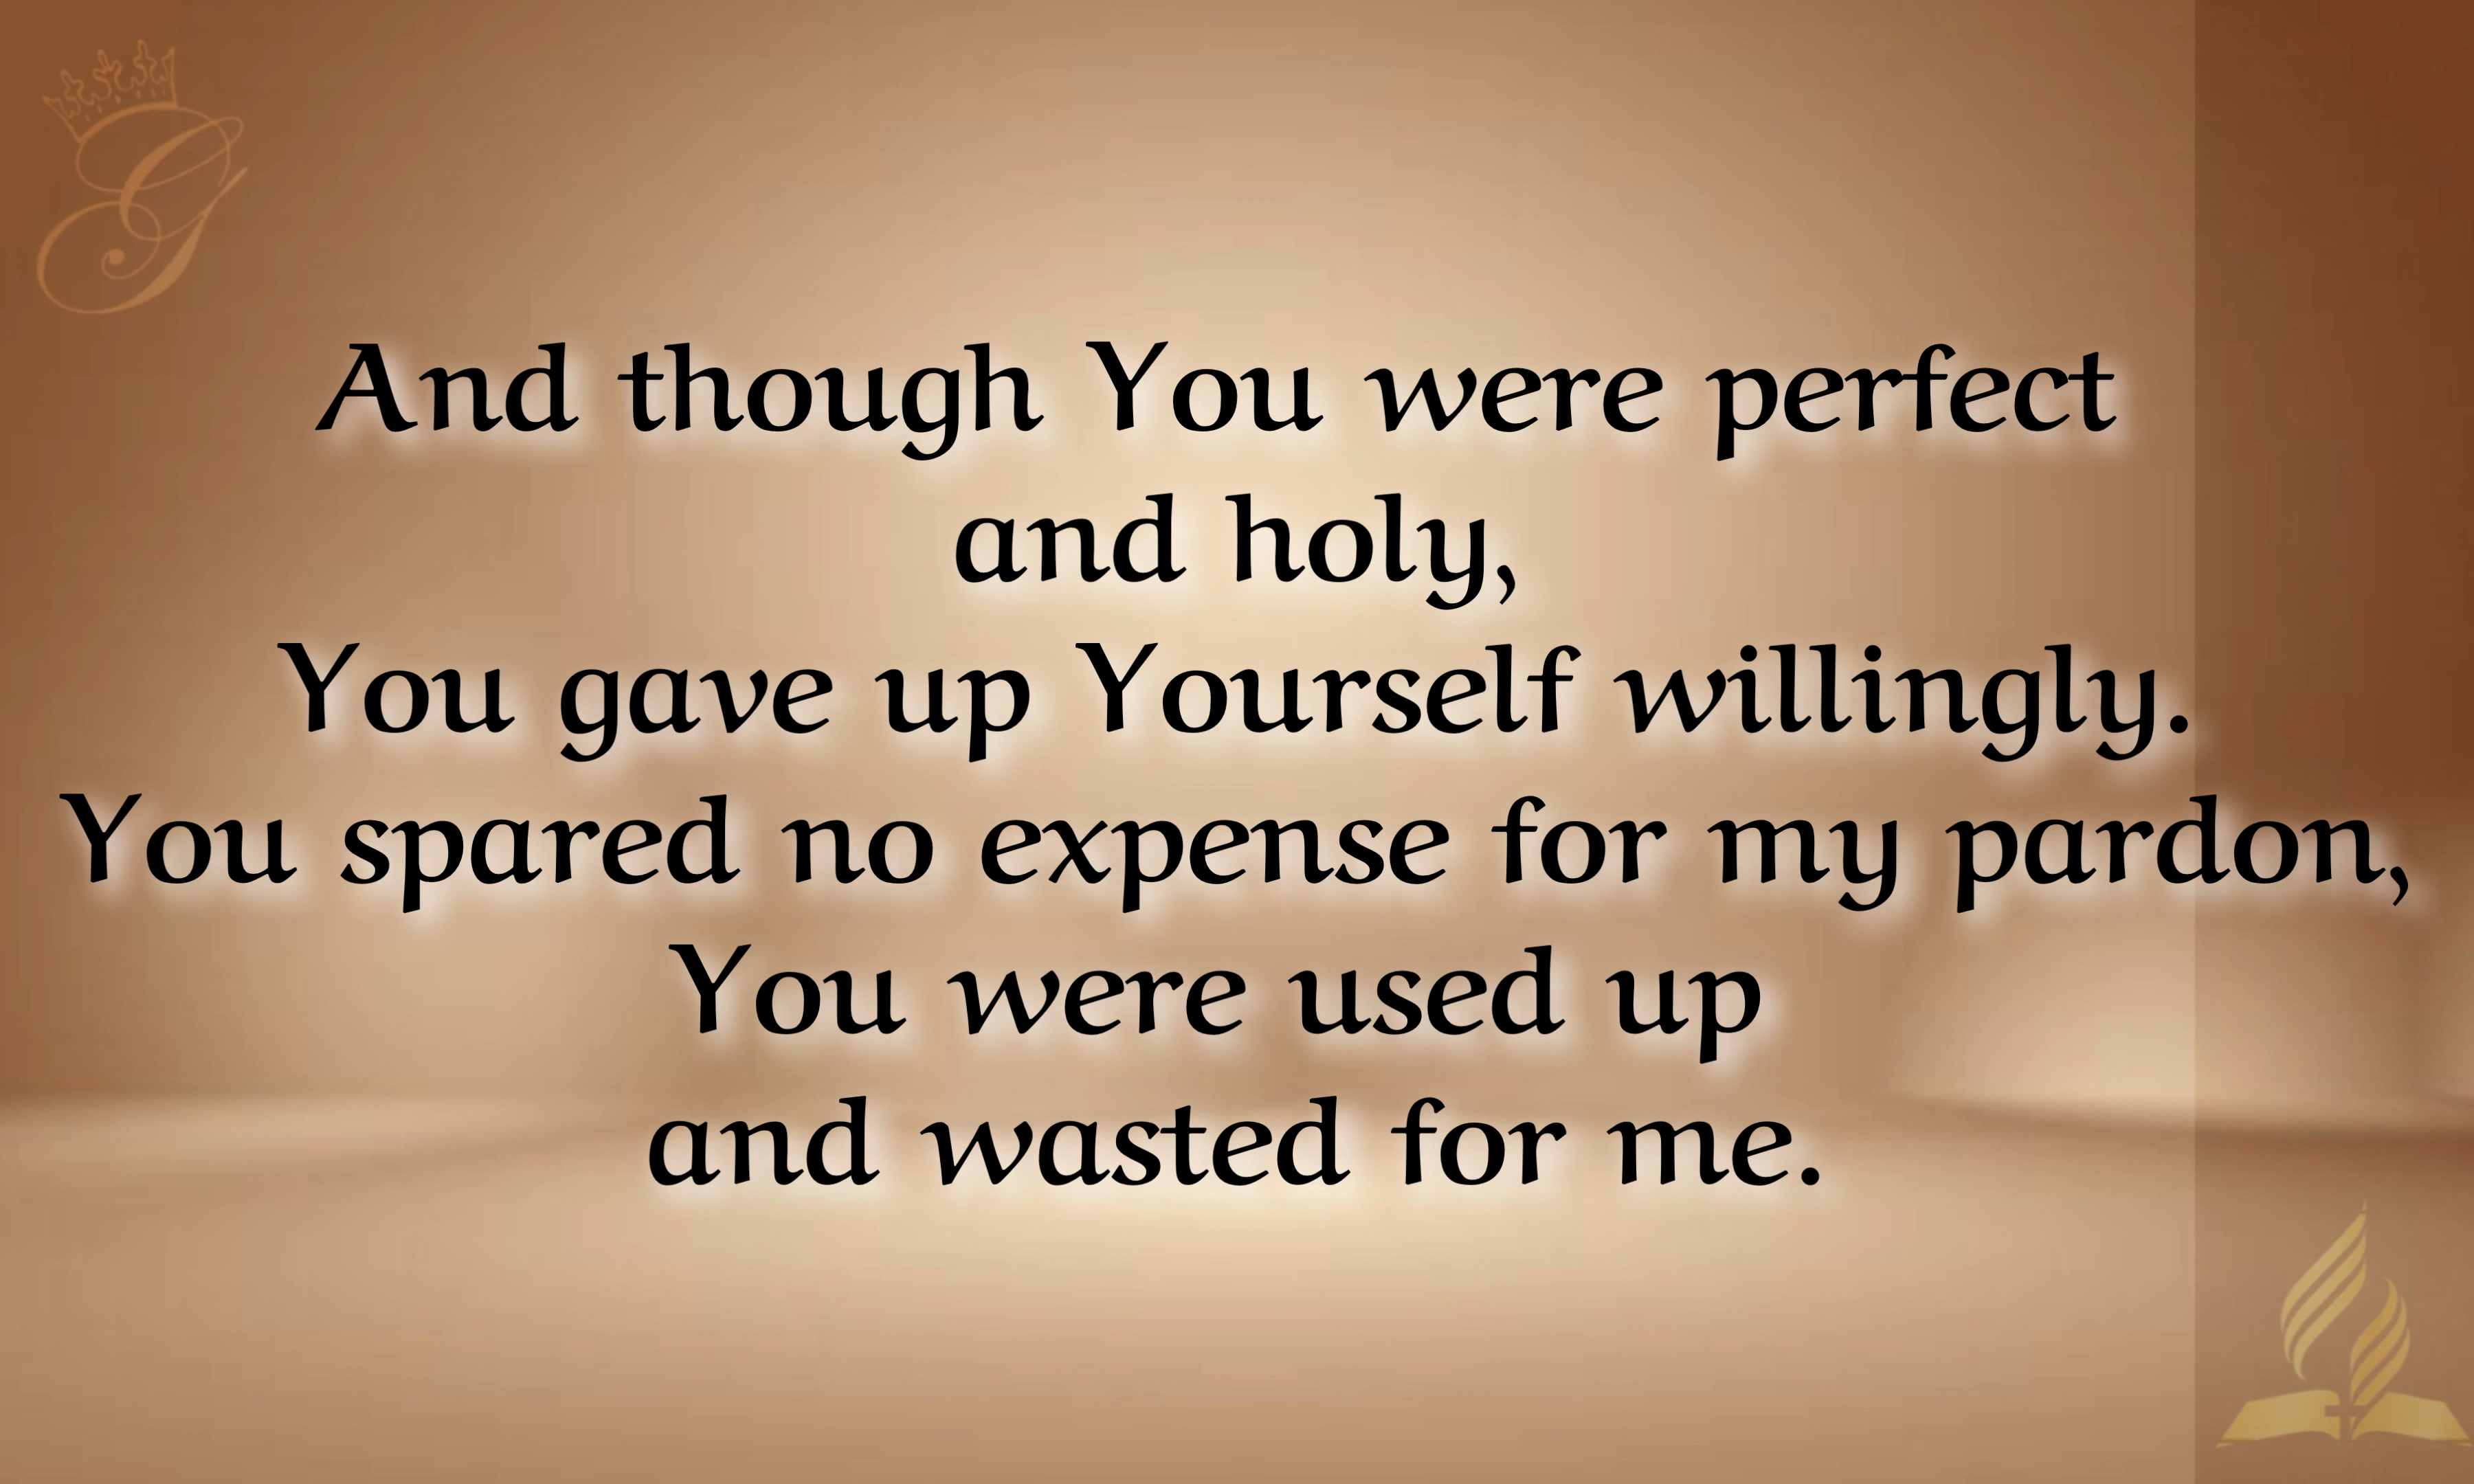 G
And though You were perfect
and holy,
You gave up Yourself willingly.
You spared no expense for my pardon,
You were used up
and wasted for me.